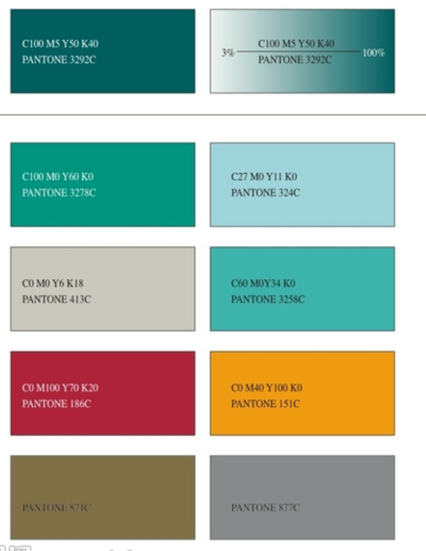 C100 M5 Y50 K40
PANTONE 3292C
3%
C100 M5 Y50 K40
PANTONE 3292C
100%
C100 M0 Y60 K0
PANTONE 3278C
C27 M0 Y11 K0
PANTONE 324C
C0 M0 Y6 K18
PANTONE 413C
C60 M0Y34 K0
PANTONE 3258C
C0 M100 Y70 K20
PANTONE 186C
C0 M40 Y100 K0
PANTONE 151C
PANTONE 871C
PANTONE 877C